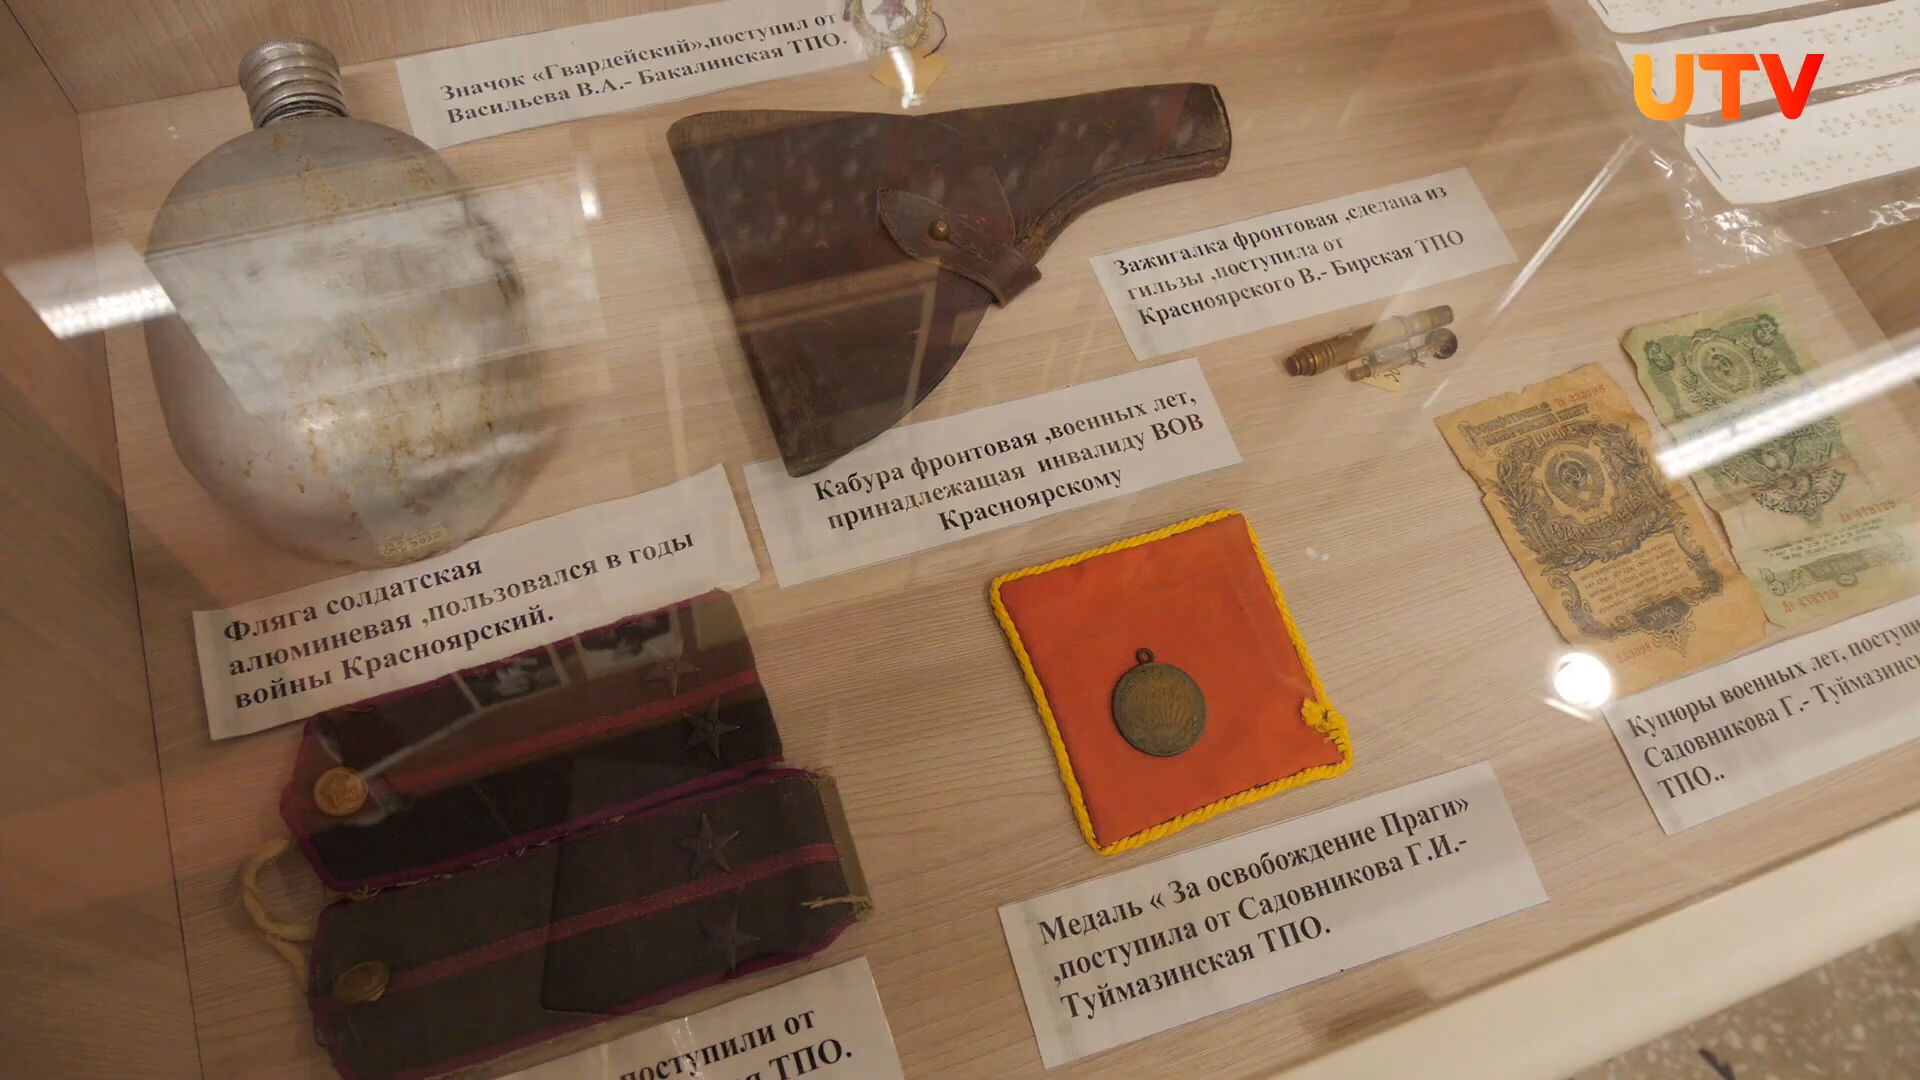 Значок «Гвардейский»,поступил от
Васильева В.А.- Бакалинская ТПО.
UTV
Зажигалка фронтовая ,сделана из
гильзы ,поступила от
Красноярского В.- Бирская ТПО
Кабура фронтовая ,военных лет,
принадлежащая инвалиду ВОВ
Красноярскому
Фляга солдатская
алюминевая ,пользовался в годы
войны Красноярский.
Купюры военных лет,
Садовникова Г.-
ТПО..
Медаль « За освобождение Праги»
,поступила от Садовникова Г.И.-
Туймазинская ТПО.
поступили от
ТПО.